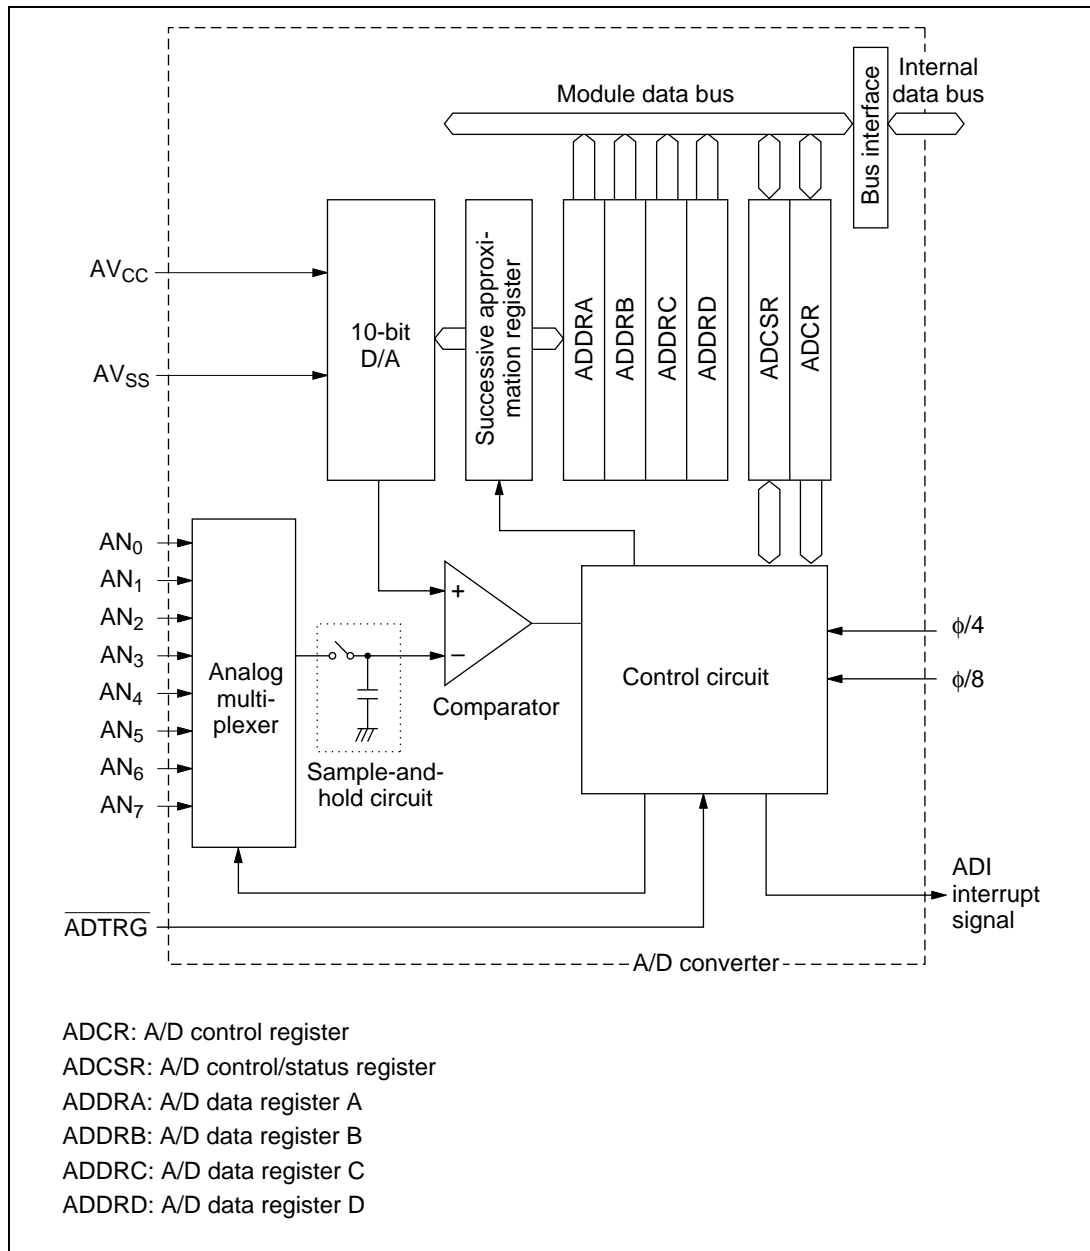 Module data bus
Bus interface
Internal
data bus
AVCC
AVSS
10-bit
D/A
Successive approxi-
mation register
ADDRA
ADDRB
ADDRC
ADDRD
ADCSR
ADCR
AN0
AN1
AN2
AN3
AN4
AN5
AN6
AN7
Analog
multi-
plexer
Sample-and-
hold circuit
+
−
Comparator
Control circuit
ϕ/4
ϕ/8
ADI
interrupt
signal
ADTRG
A/D converter
ADCR: A/D control register
ADCSR: A/D control/status register
ADDRA: A/D data register A
ADDRB: A/D data register B
ADDRC: A/D data register C
ADDRD: A/D data register D